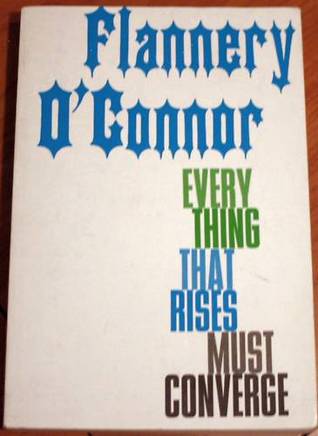 Flannery
O'Connor
EVERY
THING
THAT
RISES
MUST
CONVERGE